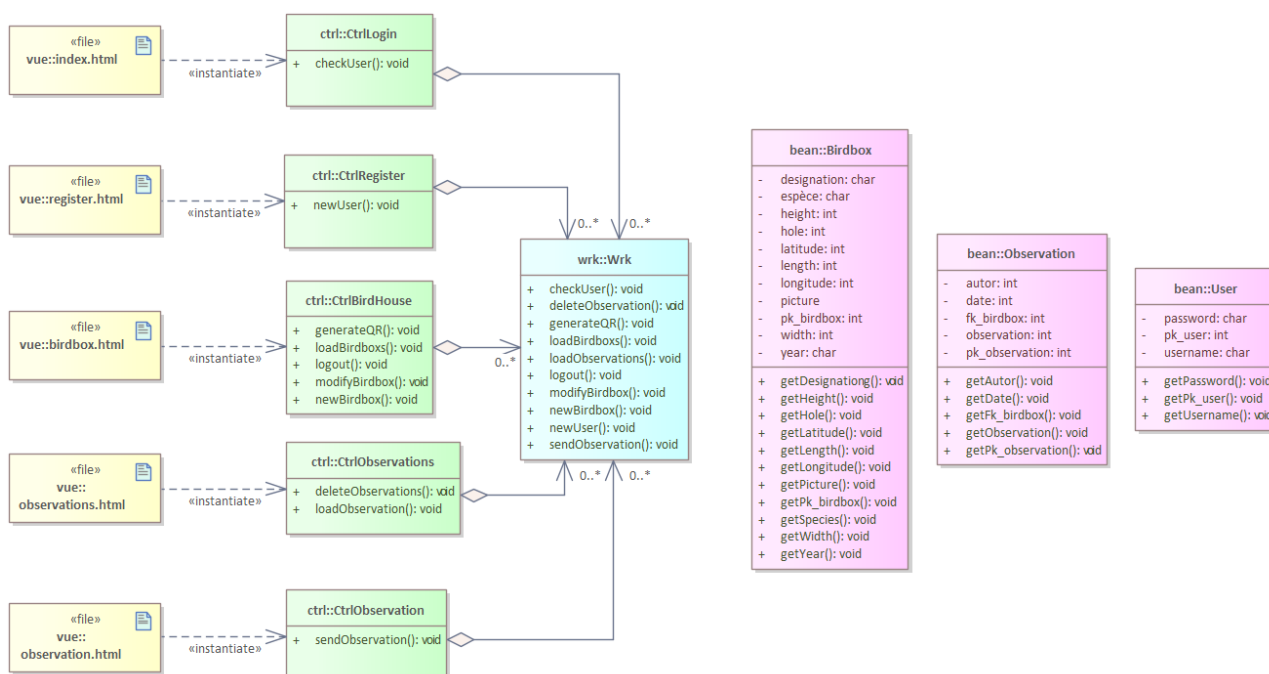 «file»
vue::index.html
«instantiate»
ctrl::CtrlLogin
+ checkUser(): void
«file»
vue::register.html
«instantiate»
ctrl::CtrlRegister
+ newUser(): void
«file»
vue::birdbox.html
«instantiate»
ctrl::CtrlBirdHouse
+ generateQR(): void
+ loadBirdboxs(): void
+ logout(): void
+ modifyBirdbox(): void
+ newBirdbox(): void
«file»
vue::
observations.html
«instantiate»
ctrl::CtrlObservations
+ deleteObservations(): void
+ loadObservation(): void
«file»
vue::
observation.html
«instantiate»
ctrl::CtrlObservation
+ sendObservation(): void
0..*
0..*
0..*
0..*
0..*
wrk::Wrk
+ checkUser(): void
+ deleteObservation(): void
+ generateQR(): void
+ loadBirdboxs(): void
+ loadObservations(): void
+ logout(): void
+ modifyBirdbox(): void
+ newBirdbox(): void
+ newUser(): void
+ sendObservation(): void
bean::Birdbox
- designation: char
- espèce: char
- height: int
- hole: int
- latitude: int
- length: int
- longitude: int
- picture
- pk_birdbox: int
- width: int
- year: char
+ getDesignationg(): void
+ getHeight(): void
+ getHole(): void
+ getLatitude(): void
+ getLength(): void
+ getLongitude(): void
+ getPicture(): void
+ getPk_birdbox(): void
+ getSpecies(): void
+ getWidth(): void
+ getYear(): void
bean::Observation
- autor: int
- date: int
- fk_birdbox: int
- observation: int
- pk_observation: int
+ getAutor(): void
+ getDate(): void
+ getFk_birdbox(): void
+ getObservation(): void
+ getPk_observation(): void
bean::User
- password: char
- pk_user: int
- username: char
+ getPassword(): void
+ getPk_user(): void
+ getUsername(): void